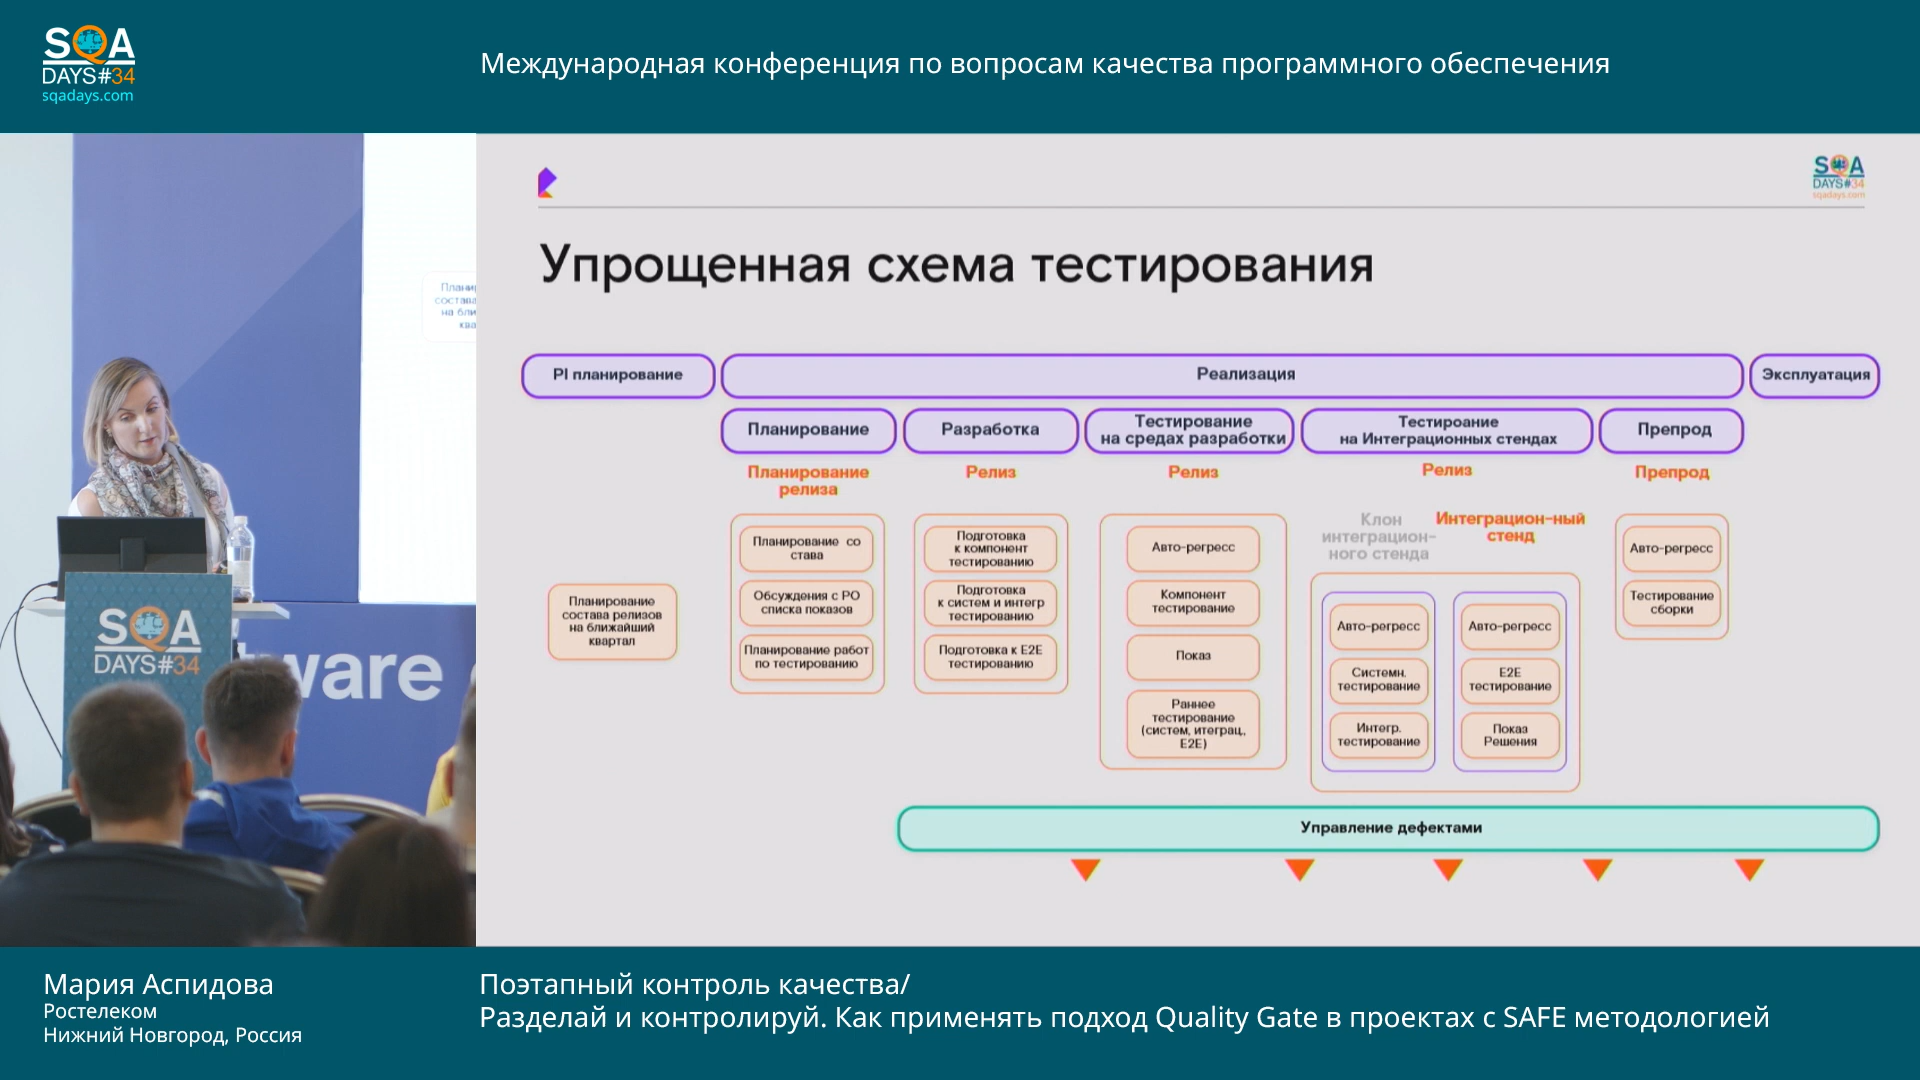 SQA
DAYS#34
sqadays.com
Международная конференция по вопросам качества программного обеспечения
SQA
DAYS#34
sqadays.com
Упрощенная схема тестирования
PI планирование
Реализация
Эксплуатация
Планирование
Разработка
Тестирование
на средах разработки
Тестироание
на Интеграционных стендах
Препрод
Планирование
релиза
Релиз
Релиз
Релиз
Препрод
Клон
интеграцион-
ного стенда
Интеграцион-ный
стенд
Планирование
состава релизов
на ближайший
квартал
Планирование со
става
Обсуждения с PO
списка показов
Планирование работ
по тестированию
Подготовка
к компонент
тестированию
Подготовка
к систем и интегр
тестированию
Подготовка к E2E
тестированию
Авто-регресс
Компонент
тестирование
Показ
Раннее
тестирование
(систем, итеграц.,
E2E)
Авто-регресс
Системн.
тестирование
Интегр.
тестирование
Авто-регресс
E2E
тестирование
Показ
Решения
Авто-регресс
Тестирование
сборки
Управление дефектами
SQA
DAYS#34
ware
Мария Аспидова
Ростелеком
Нижний Новгород, Россия
Поэтапный контроль качества/
Разделай и контролируй. Как применять подход Quality Gate в проектах с SAFE методологией